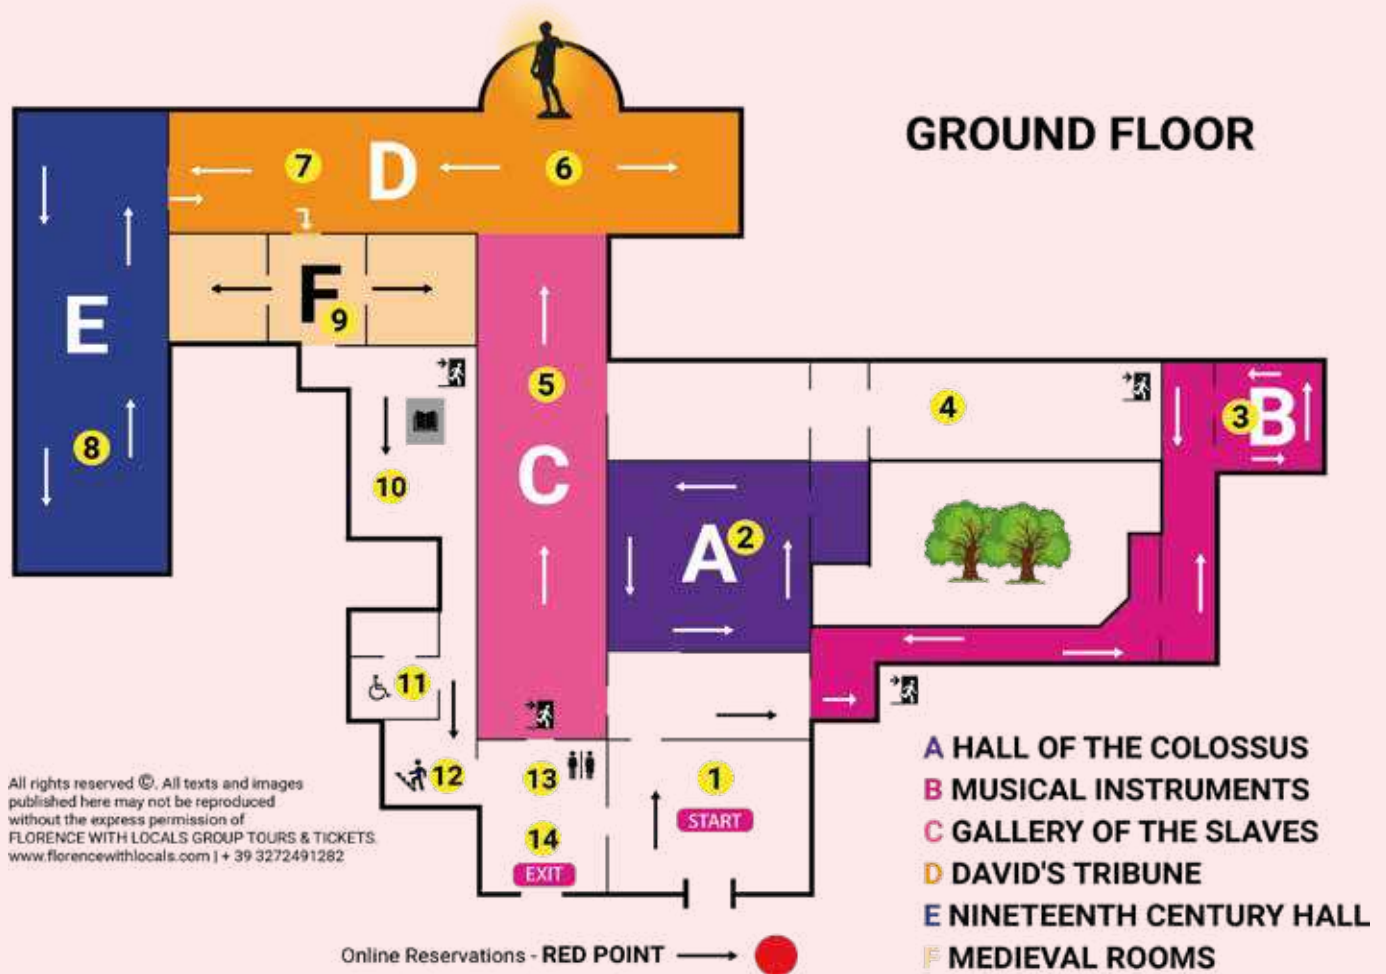 GROUND FLOOR
7
D
6
E
F
9
5
4
3
B
8
10
C
A
2
11
12
13
1
START
14
EXIT
A HALL OF THE COLOSSUS
B MUSICAL INSTRUMENTS
C GALLERY OF THE SLAVES
D DAVID'S TRIBUNE
E NINETEENTH CENTURY HALL
F MEDIEVAL ROOMS
All rights reserved ©. All texts and images
published here may not be reproduced
without the express permission of
FLORENCE WITH LOCALS GROUP TOURS & TICKETS.
www.florencewithlocals.com | + 39 3272491282
Online Reservations - RED POINT